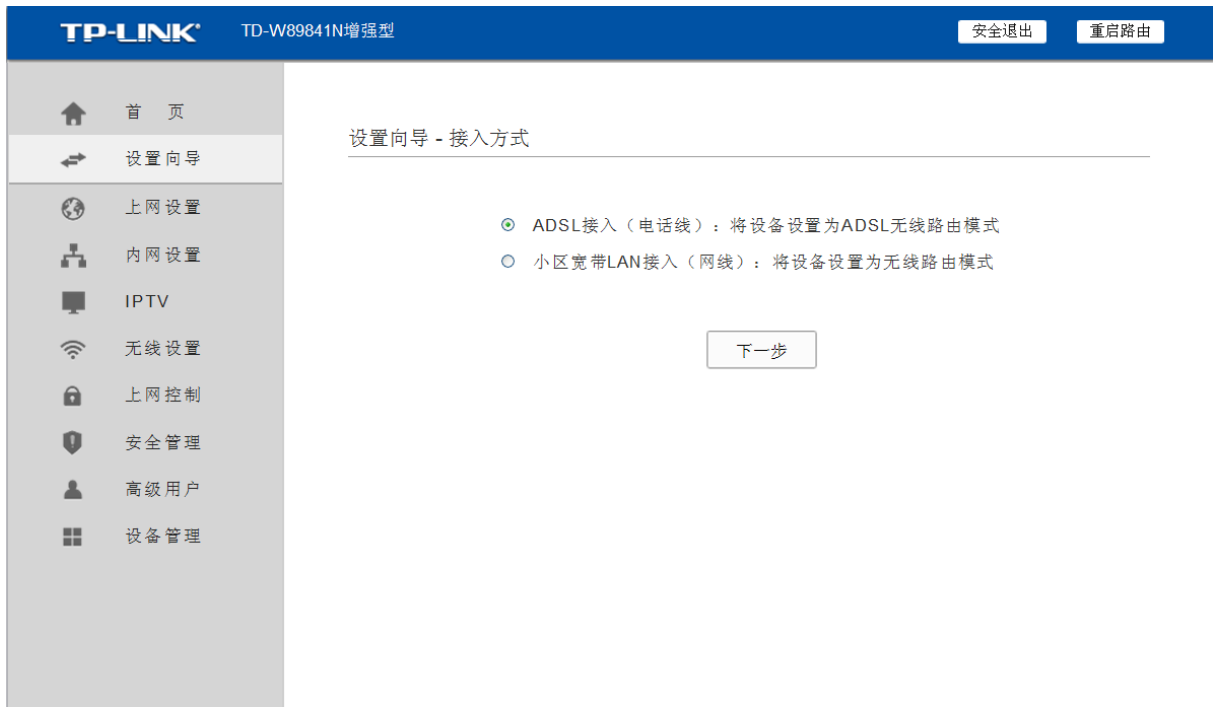 TP-LINK TD-W89841N增强型 安全退出 重启路由
首 页
设置向导
上网设置
内网设置
IPTV
无线设置
上网控制
安全管理
高级用户
设备管理
设置向导 - 接入方式
ADSL接入（电话线）：将设备设置为ADSL无线路由模式
小区宽带LAN接入（网线）：将设备设置为无线路由模式
下一步